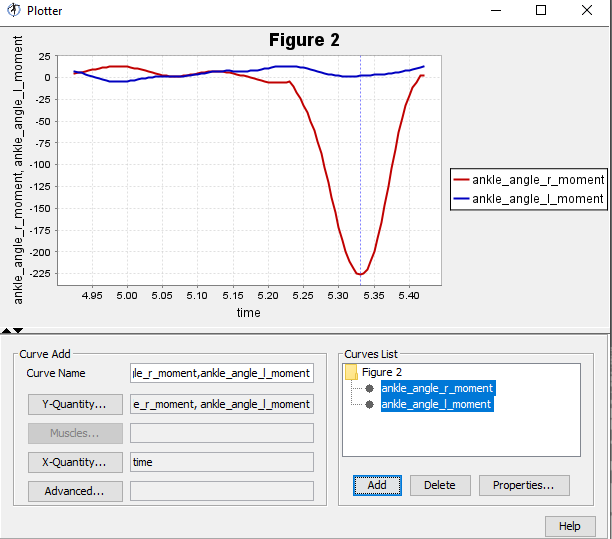 Plotter
Figure 2
ankle_angle_r_moment, ankle_angle_l_moment
25
0
-25
-50
-75
-100
-125
-150
-175
-200
-225
4.95 5.00 5.05 5.10 5.15 5.20 5.25 5.30 5.35 5.40
time
ankle_angle_r_moment
ankle_angle_l_moment
Curve Add
Curve Name
le_r_moment,ankle_angle_l_moment
Y-Quantity...
e_r_moment, ankle_angle_l_moment
Muscles...
X-Quantity...
time
Advanced...
Curves List
Figure 2
ankle_angle_r_moment
ankle_angle_l_moment
Add
Delete
Properties...
Help